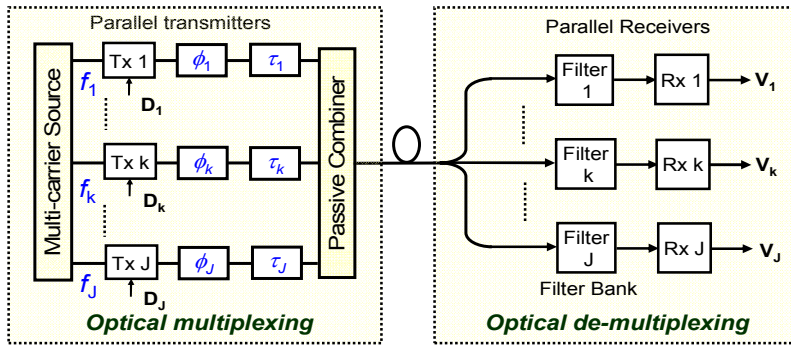 Parallel transmitters
Multi-carrier Source
f1
Tx 1
ϕ1
τ1
D1
fk
Tx k
ϕk
τk
Dk
fJ
Tx J
ϕJ
τJ
DJ
Passive Combiner
Optical multiplexing
Parallel Receivers
Filter
1
Rx 1
V1
Filter
k
Rx k
Vk
Filter
J
Rx J
VJ
Filter Bank
Optical de-multiplexing